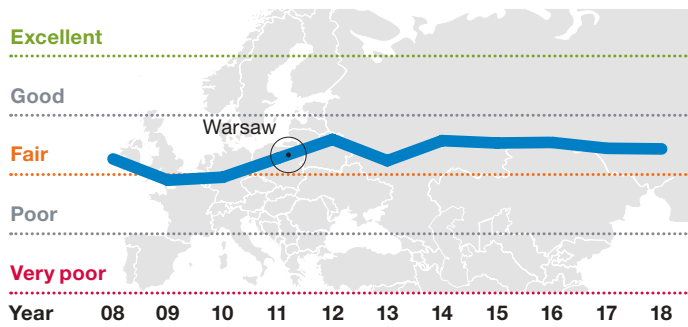 Excellent
Good
Warsaw
Fair
Poor
Very poor
Year 08 09 10 11 12 13 14 15 16 17 18